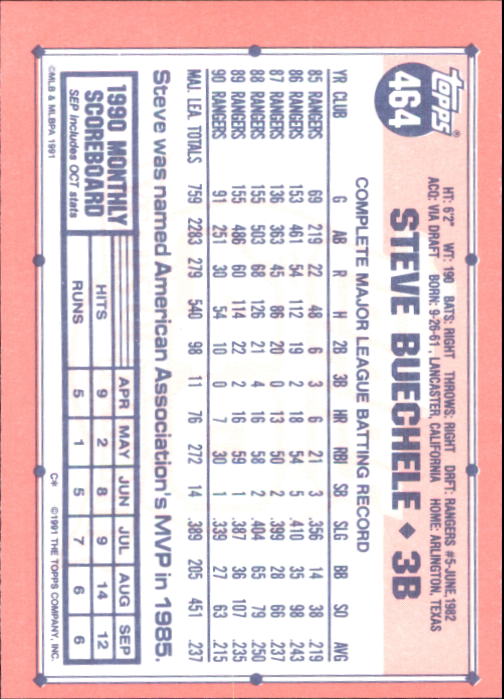 Topps®
464
HT: 6'2" WT: 190 BATS: RIGHT THROWS: RIGHT DRFT: RANGERS #5-JUNE, 1982
ACQ: VIA DRAFT BORN: 9-26-61, LANCASTER, CALIFORNIA HOME: ARLINGTON, TEXAS
STEVE BUECHELE ◆ 3B
COMPLETE MAJOR LEAGUE BATTING RECORD
YR CLUB G AB R H 2B 3B HR RBI SB SLG BB SO AVG
85 RANGERS 69 219 22 48 6 3 6 21 3 .356 14 38 .219
86 RANGERS 153 461 54 112 19 2 18 54 5 .410 35 98 .243
87 RANGERS 136 363 45 86 20 0 13 50 2 .399 28 66 .237
88 RANGERS 155 503 68 126 21 4 16 58 2 .404 65 79 .250
89 RANGERS 155 486 60 114 22 2 16 59 1 .387 36 107 .235
90 RANGERS 91 251 30 54 10 0 7 30 1 .339 27 63 .215
MAJ. LEA. TOTALS 759 2283 279 540 98 11 76 272 14 .389 205 451 .237
Steve was named American Association's MVP in 1985.
1990 MONTHLY
SCOREBOARD
SEP includes OCT stats
APR MAY JUN JUL AUG SEP
HITS 9 2 8 9 14 12
RUNS 5 1 5 7 6 6
©MLB & MLBPA 1991
C* ©1991 THE TOPPS COMPANY, INC.